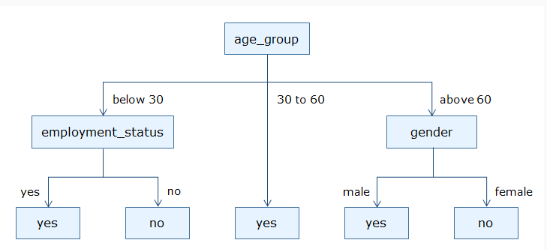 age_group
below 30
30 to 60
above 60
employment_status
gender
yes
no
male
female
yes
no
yes
yes
no